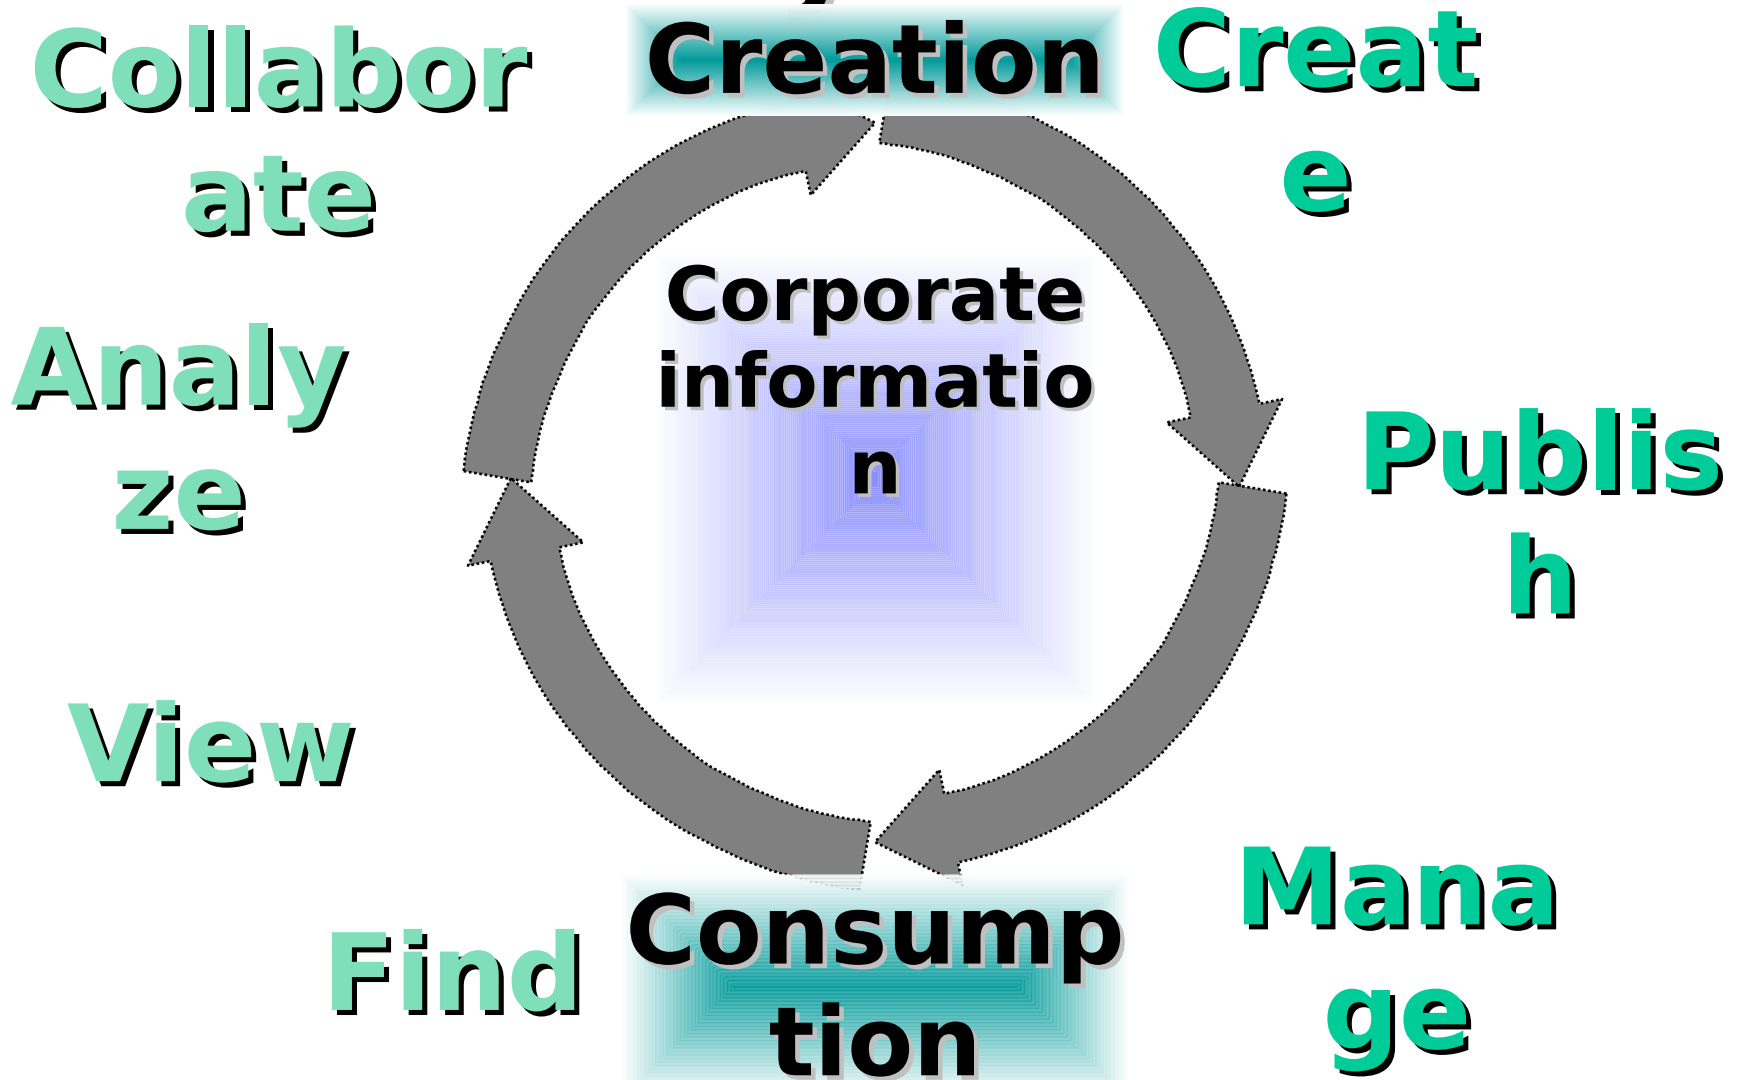 Creation
Collabor
ate
Creat
e
Corporate
informatio
n
Analy
ze
Publis
h
View
Mana
ge
Find
Consump
tion